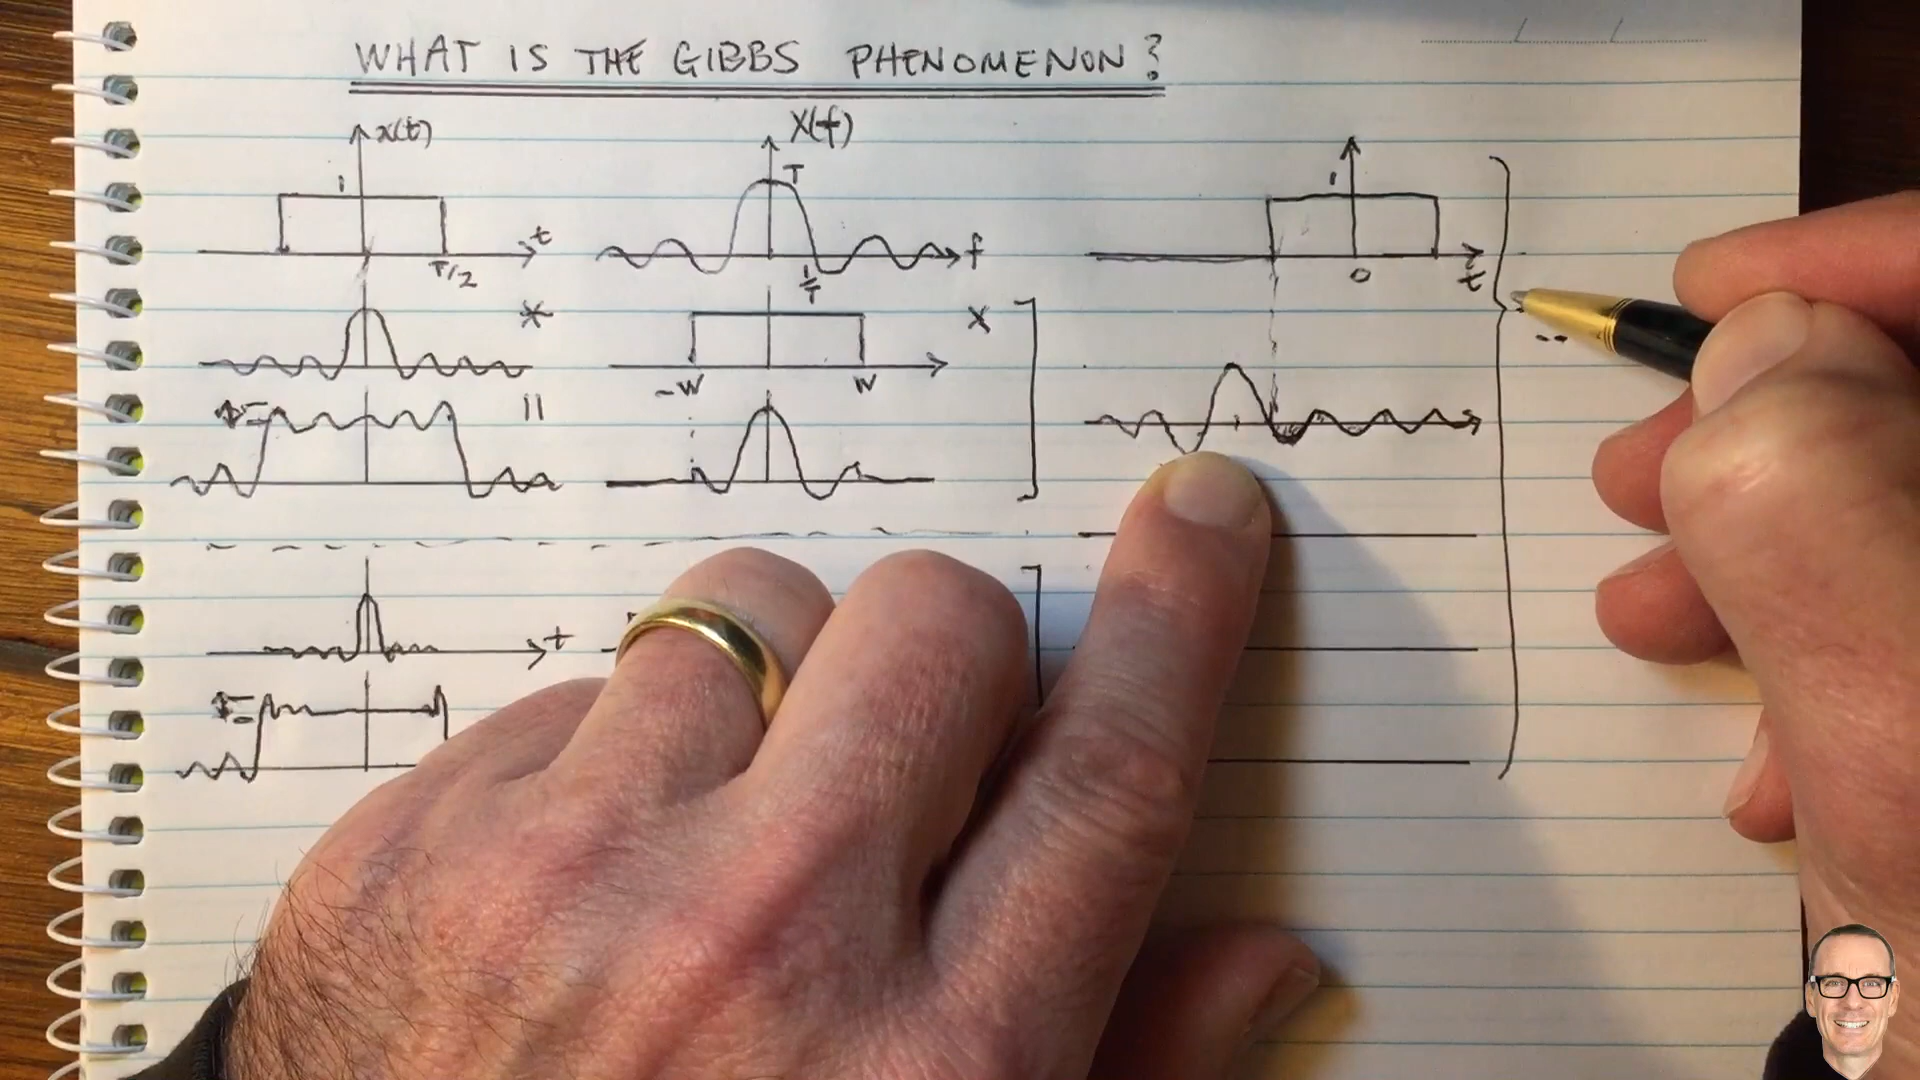 WHAT IS THE GIBBS PHENOMENON?
x(t)
X(f)
1
T
1
t
f
T/2
1/T
0
t
*
X
-W
W
=
t